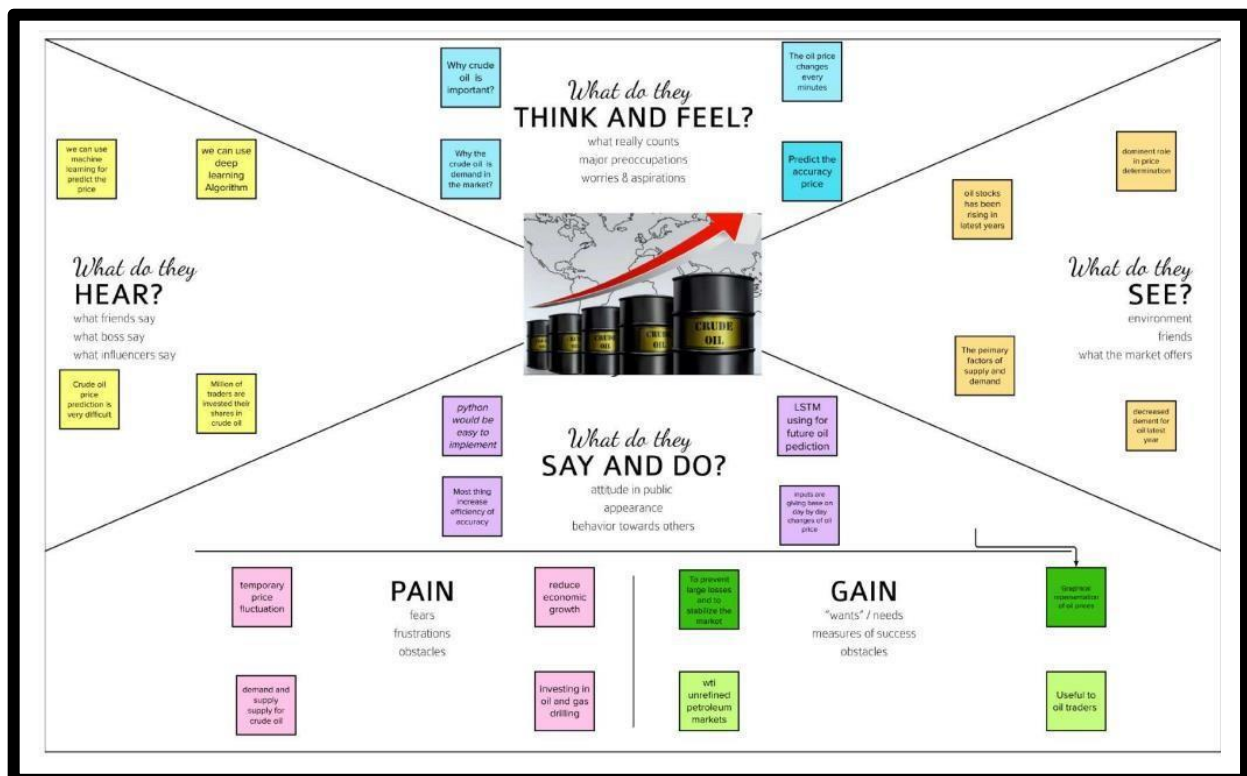 Why crude
oil is
important?
The oil price
changes
every
minutes
What do they
THINK AND FEEL?
what really counts
major preoccupations
worries & aspirations
Why the
crude oil is
demand in
the market?
Predict the
accuracy
price
we can use
machine
learning for
predict the
price
we can use
deep
learning
Algorithm
What do they
HEAR?
what friends say
what boss say
what influencers say
Crude oil
price
prediction is
very difficult
Million of
traders are
invested their
shares in
crude oil
CRUDE
OIL
dominent role
in price
determination
oil stocks
has been
rising in
latest years
What do they
SEE?
environment
friends
what the market offers
The perimary
factors of
supply and
demand
decreased
dement for
oil latest
year
python
would be
easy to
implement
LSTM
using for
future oil
pediction
What do they
SAY AND DO?
attitude in public
appearance
behavior towards others
Most thing
increase
efficiency of
accuracy
inputs are
giving base on
day by day
charges of oil
price
temporary
price
fluctuation
reduce
economic
growth
PAIN
fears
frustrations
obstacles
demand and
supply
supply for
crude oil
Investing in
oil and gas
drilling
To prevent
large losses
and to
stabilize the
market
Graphical
representation
of oil prices
GAIN
"wants" / needs
measures of success
obstacles
wti
unrefined
petroleum
markets
Useful to
oil traders